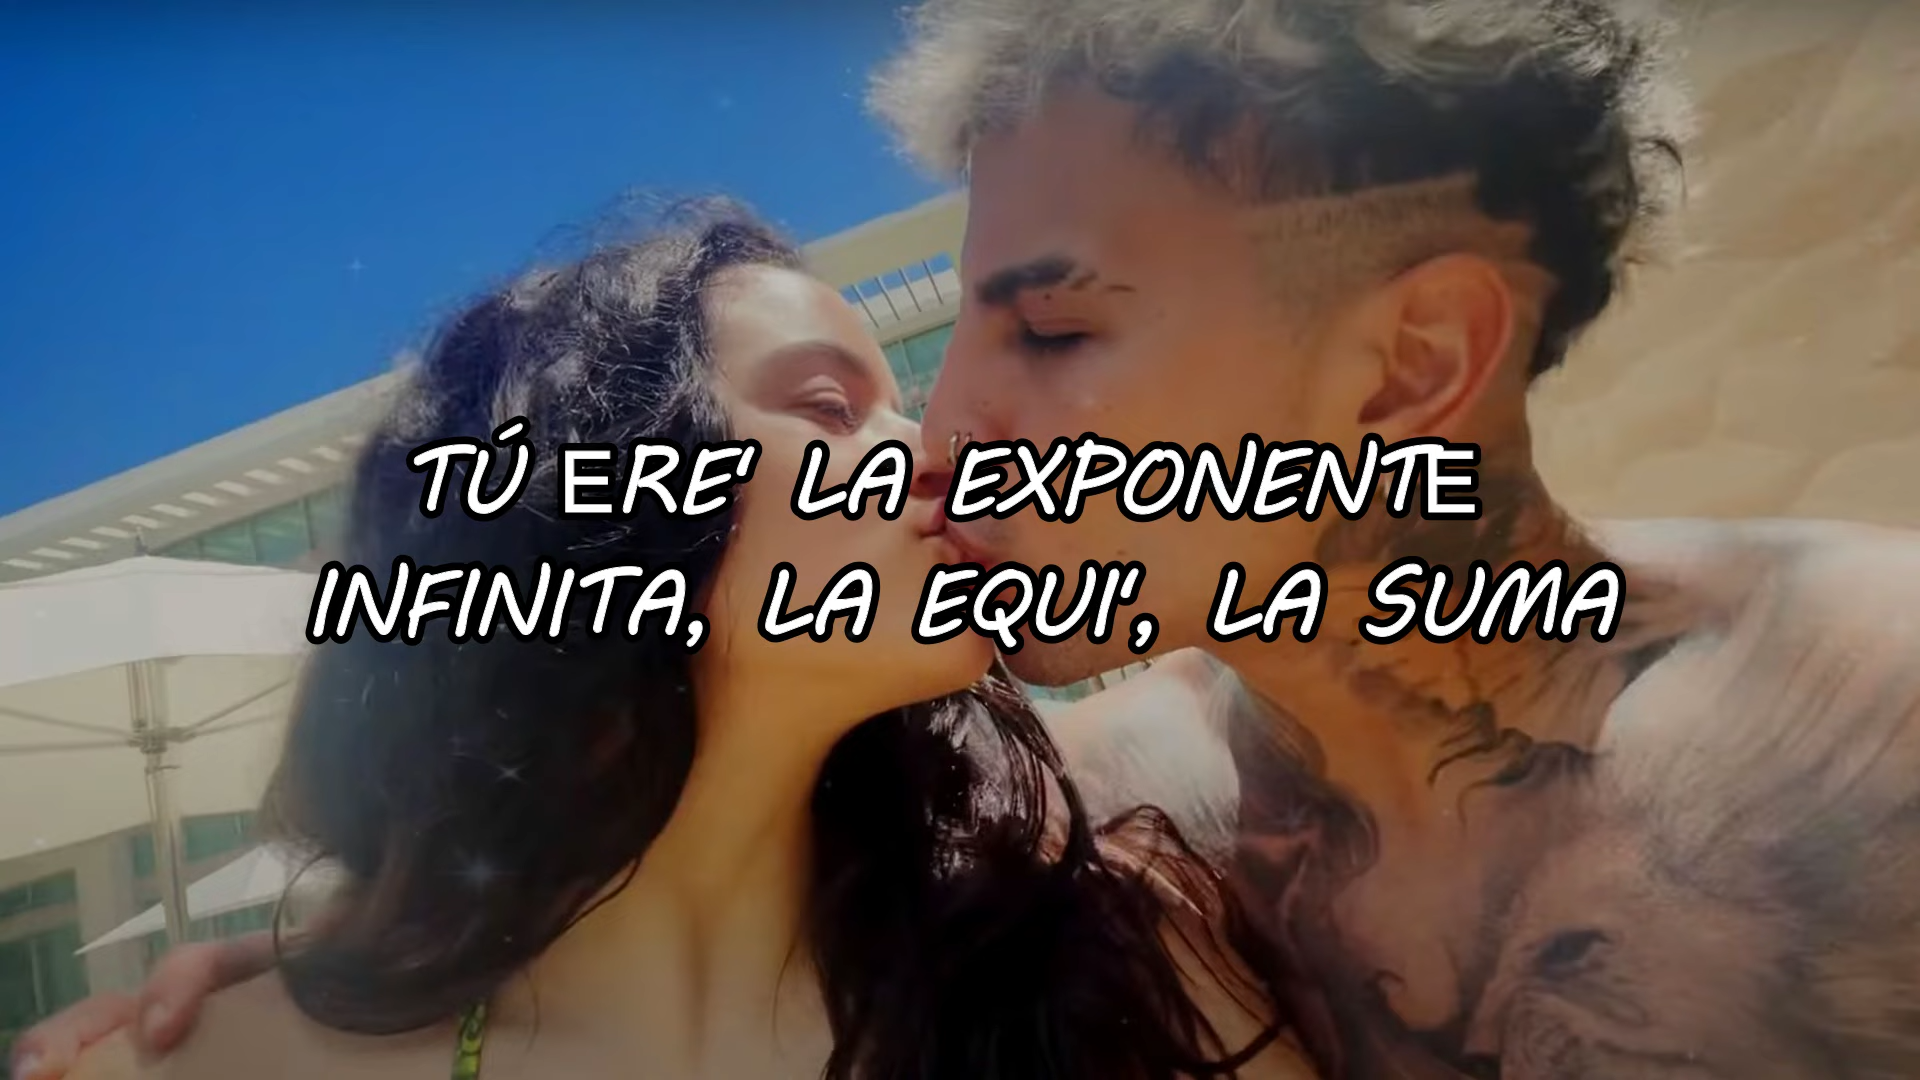 TÚ ERE' LA EXPONENTE
INFINITA, LA EQUI', LA SUMA